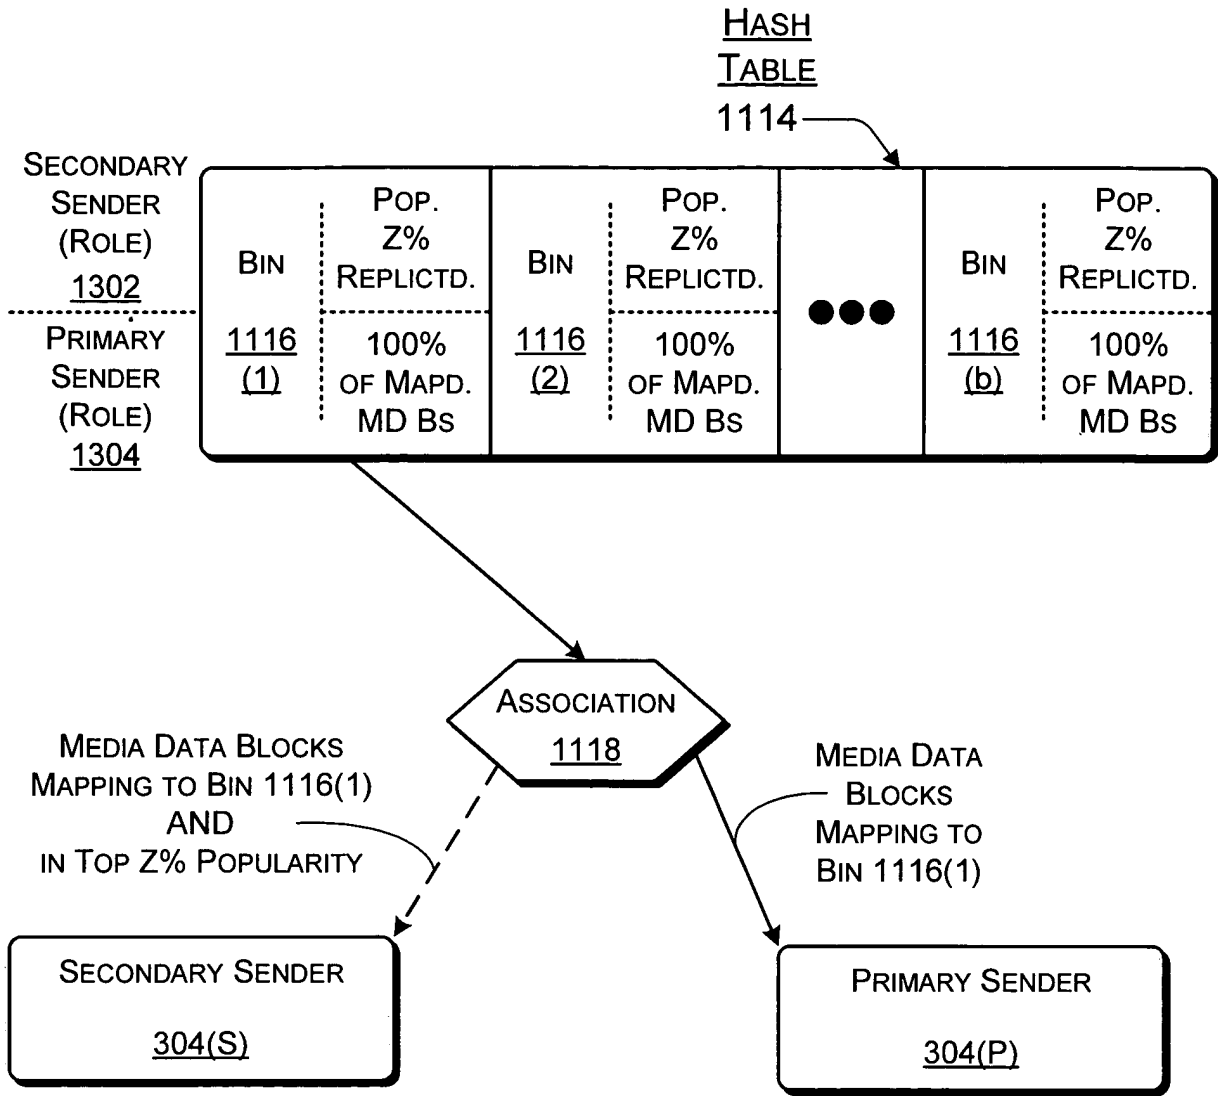 HASH
TABLE
1114
SECONDARY
SENDER
(ROLE)
1302
PRIMARY
SENDER
(ROLE)
1304
BIN
1116
(1)
POP.
Z%
REPLICTD.
100%
OF MAPD.
MD BS
BIN
1116
(2)
POP.
Z%
REPLICTD.
100%
OF MAPD.
MD BS
BIN
1116
(b)
POP.
Z%
REPLICTD.
100%
OF MAPD.
MD BS
ASSOCIATION
1118
MEDIA DATA BLOCKS
MAPPING TO BIN 1116(1)
AND
IN TOP Z% POPULARITY
MEDIA DATA
BLOCKS
MAPPING TO
BIN 1116(1)
SECONDARY SENDER
304(S)
PRIMARY SENDER
304(P)